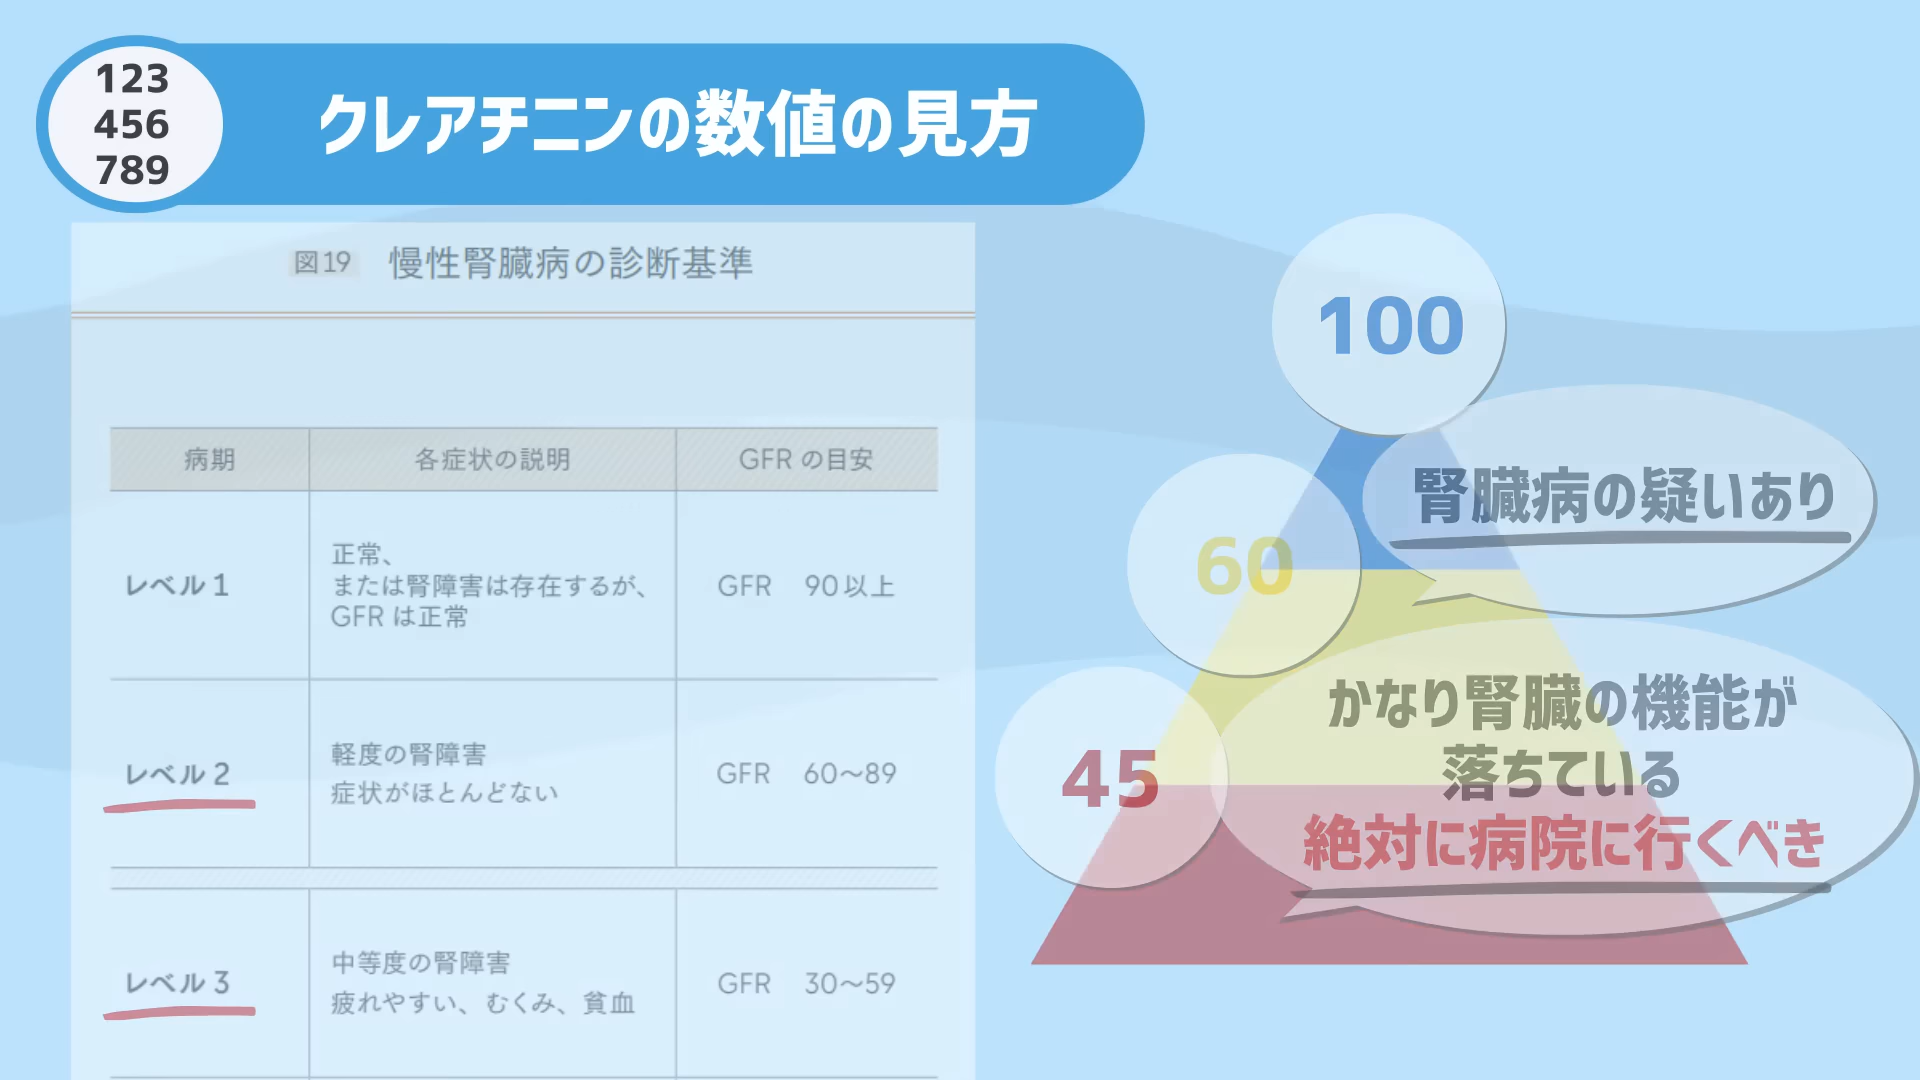 123
456
789
クレアチニンの数値の見方
図19 慢性腎臓病の診断基準
病期 各症状の説明 GFR の目安
レベル 1
正常、
または腎障害は存在するが、
GFR は正常
GFR 90以上
レベル 2
軽度の腎障害
症状がほとんどない
GFR 60〜89
レベル 3
中等度の腎障害
疲れやすい、むくみ、貧血
GFR 30〜59
100
腎臓病の疑いあり
60
かなり腎臓の機能が
落ちている
絶対に病院に行くべき
45